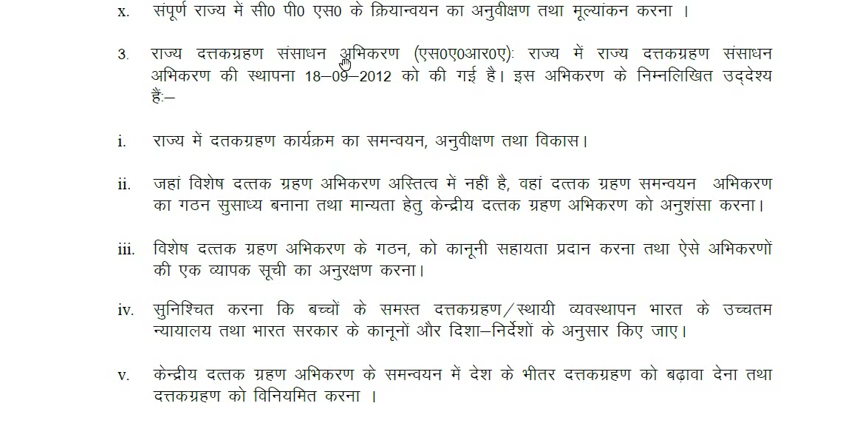 x. संपूर्ण राज्य में सी0 पी0 एस0 के क्रियान्वयन का अनुवीक्षण तथा मूल्यांकन करना ।
3. राज्य दत्तकग्रहण संसाधन अभिकरण (एस0ए0आर0ए): राज्य में राज्य दत्तकग्रहण संसाधन
अभिकरण की स्थापना 18–09–2012 को की गई है। इस अभिकरण के निम्नलिखित उद्देश्य
हैं:–
i. राज्य में दतकग्रहण कार्यक्रम का समन्वयन, अनुवीक्षण तथा विकास।
ii. जहां विशेष दत्तक ग्रहण अभिकरण अस्तित्व में नहीं है, वहां दत्तक ग्रहण समन्वयन अभिकरण
का गठन सुसाध्य बनाना तथा मान्यता हेतु केन्द्रीय दत्तक ग्रहण अभिकरण को अनुशंसा करना।
iii. विशेष दत्तक ग्रहण अभिकरण के गठन, को कानूनी सहायता प्रदान करना तथा ऐसे अभिकरणों
की एक व्यापक सूची का अनुरक्षण करना।
iv. सुनिश्चित करना कि बच्चों के समस्त दत्तकग्रहण/स्थायी व्यवस्थापन भारत के उच्चतम
न्यायालय तथा भारत सरकार के कानूनों और दिशा–निर्देशों के अनुसार किए जाए।
v. केन्द्रीय दत्तक ग्रहण अभिकरण के समन्वयन में देश के भीतर दत्तकग्रहण को बढ़ावा देना तथा
दत्तकग्रहण को विनियमित करना ।